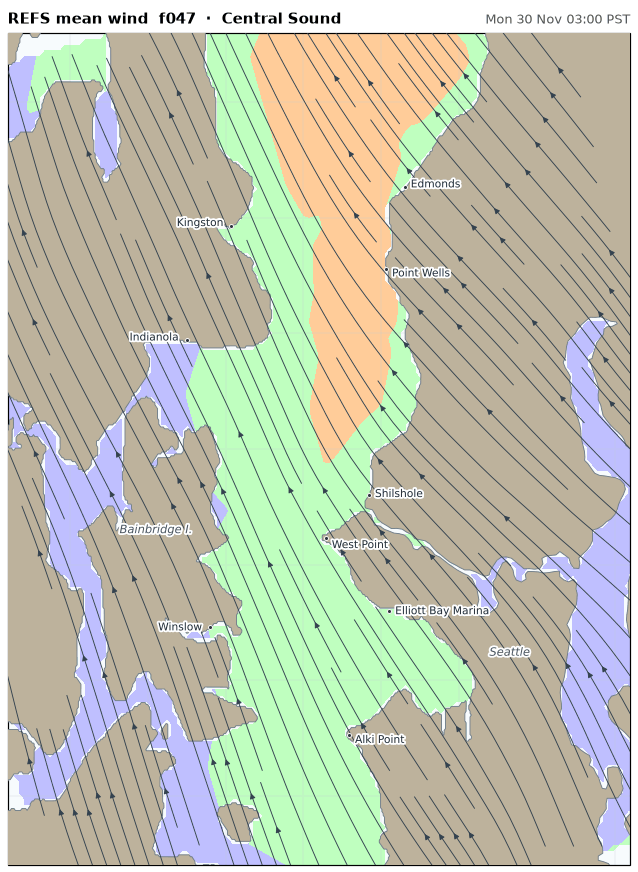 REFS mean wind f047 · Central Sound
Mon 30 Nov 03:00 PST
Edmonds
Kingston
Point Wells
Indianola
Shilshole
Bainbridge I.
West Point
Elliott Bay Marina
Winslow
Seattle
Alki Point